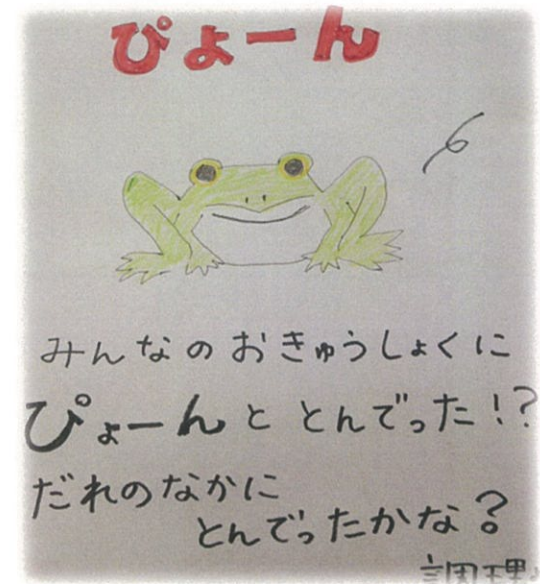 ぴょーん
みんなのおきゅうしょくに
ぴょーんと とんでった!?
だれのなかに
とんでったかな?
調理